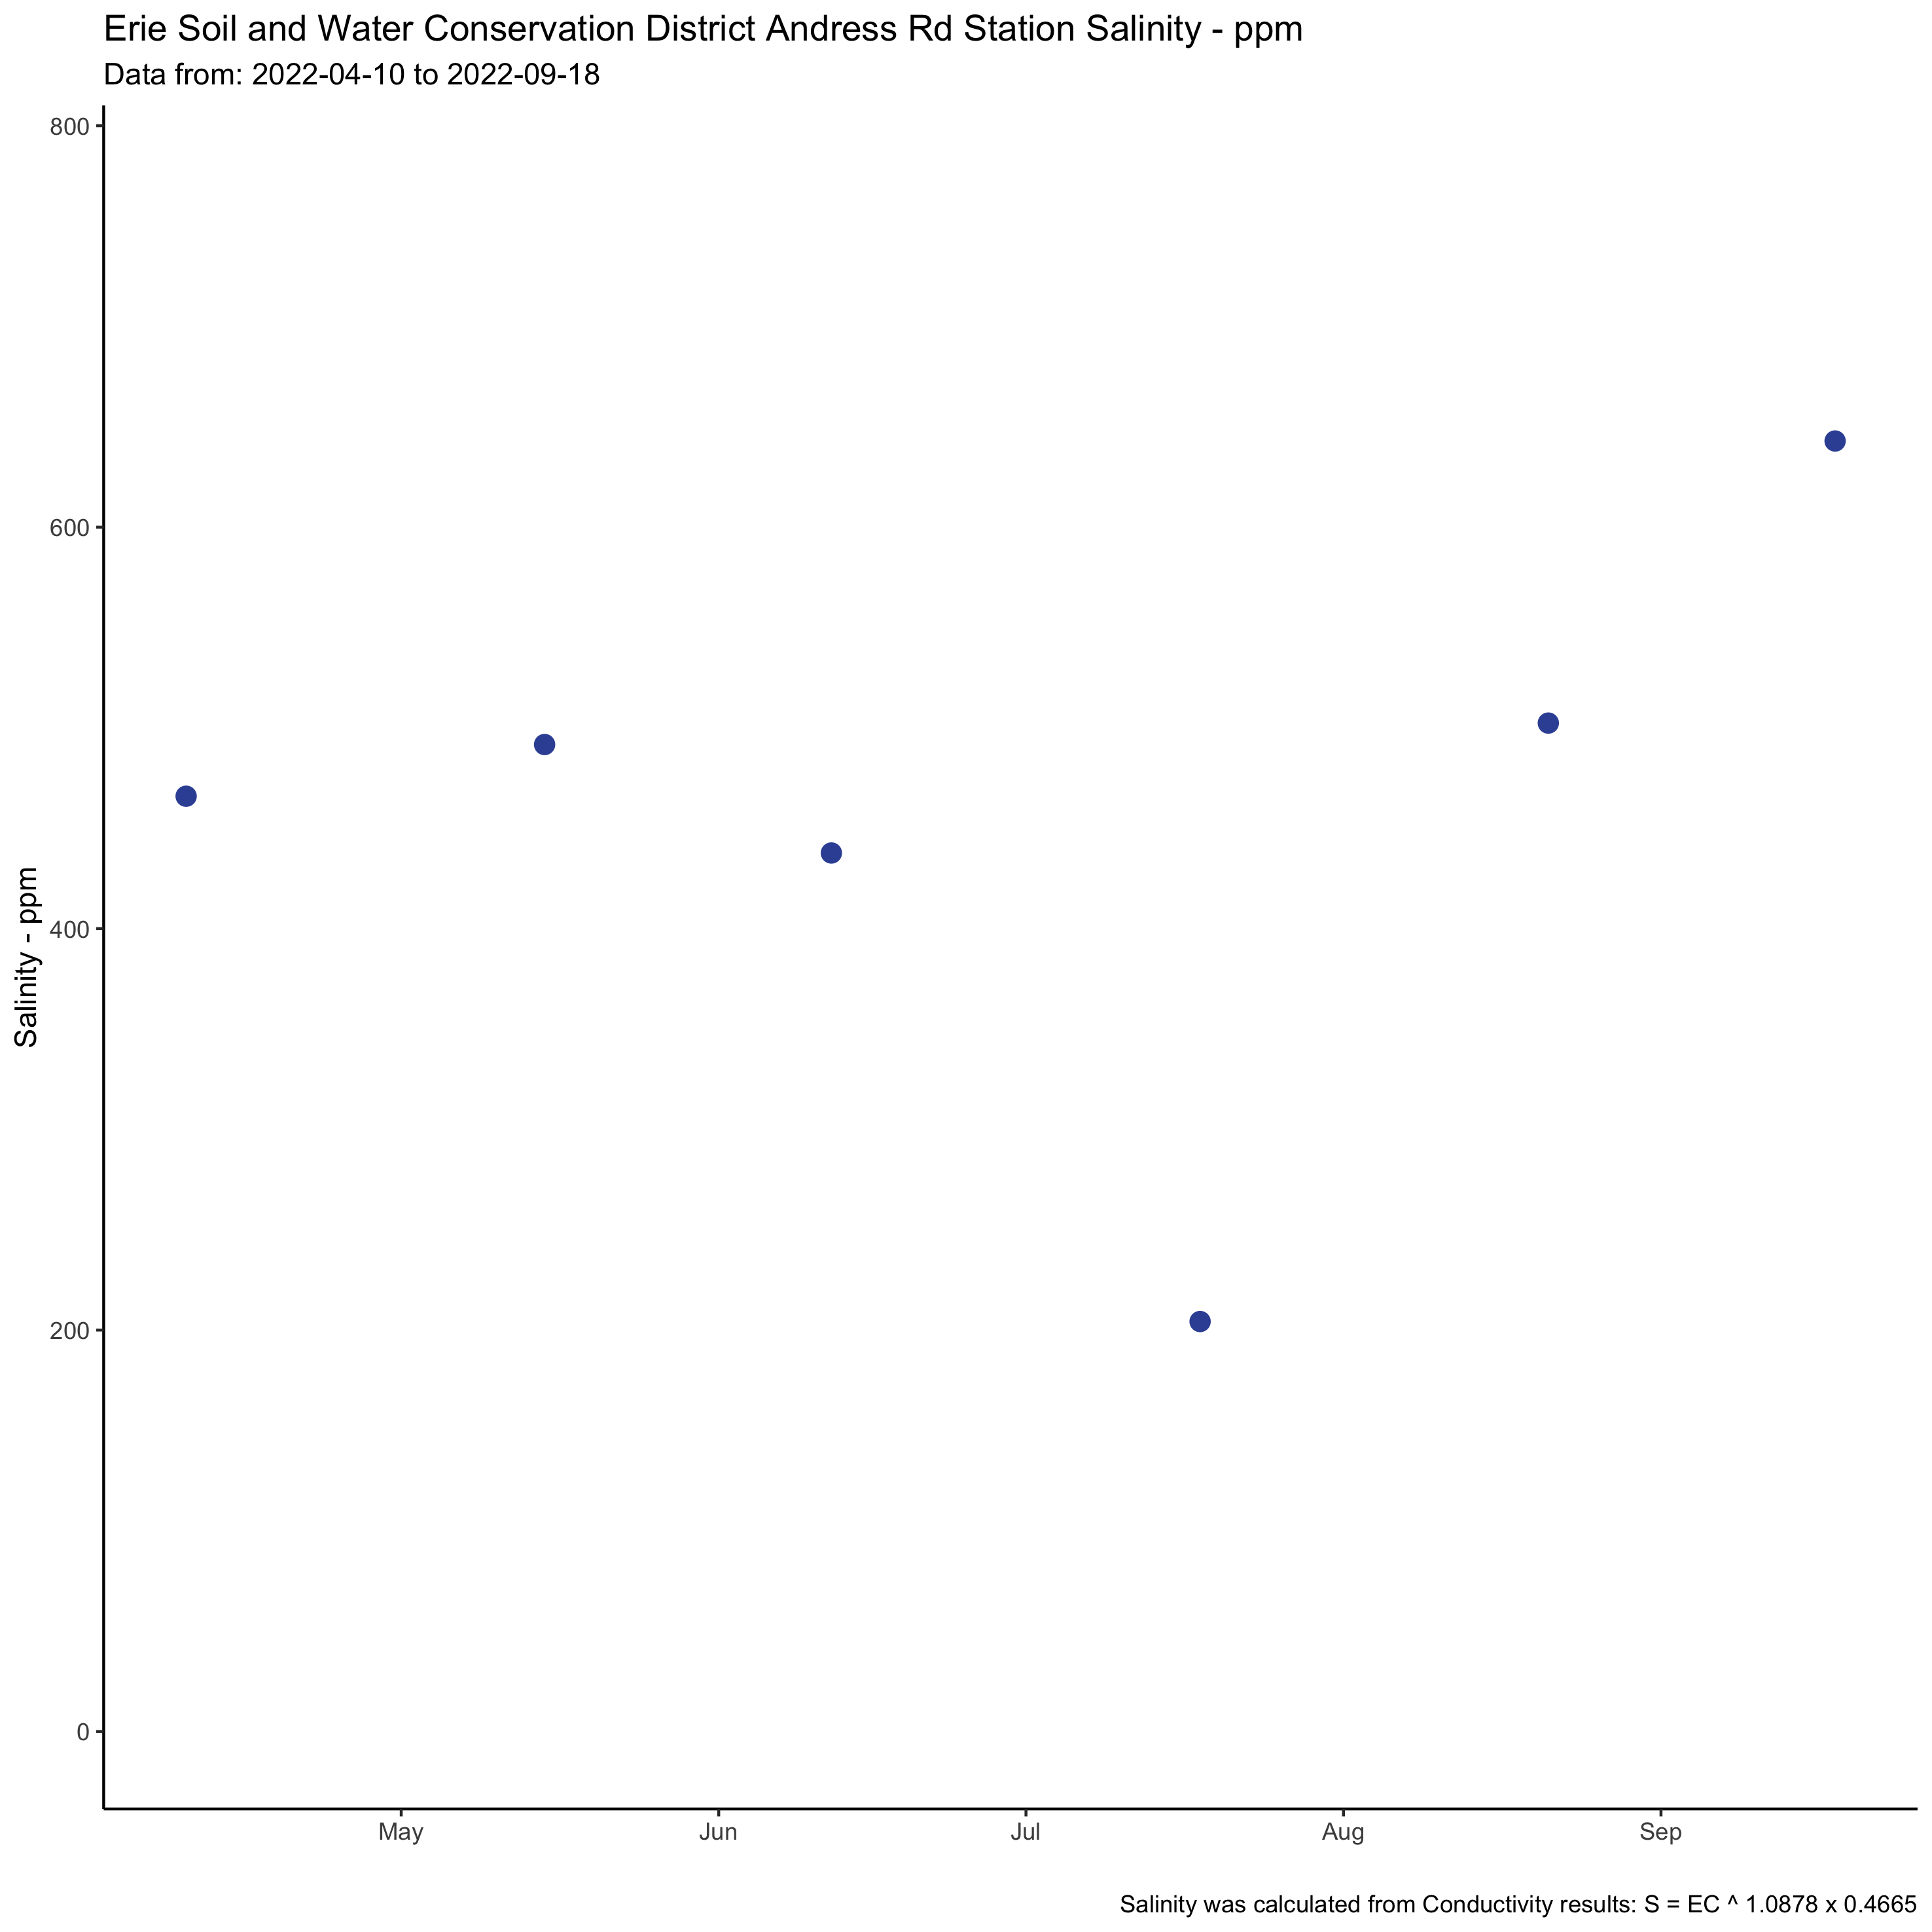 Erie Soil and Water Conservation District Andress Rd Station Salinity - ppm
Data from: 2022-04-10 to 2022-09-18
Salinity - ppm
800
600
400
200
0
May
Jun
Jul
Aug
Sep
Salinity was calculated from Conductivity results: S = EC ^ 1.0878 x 0.4665